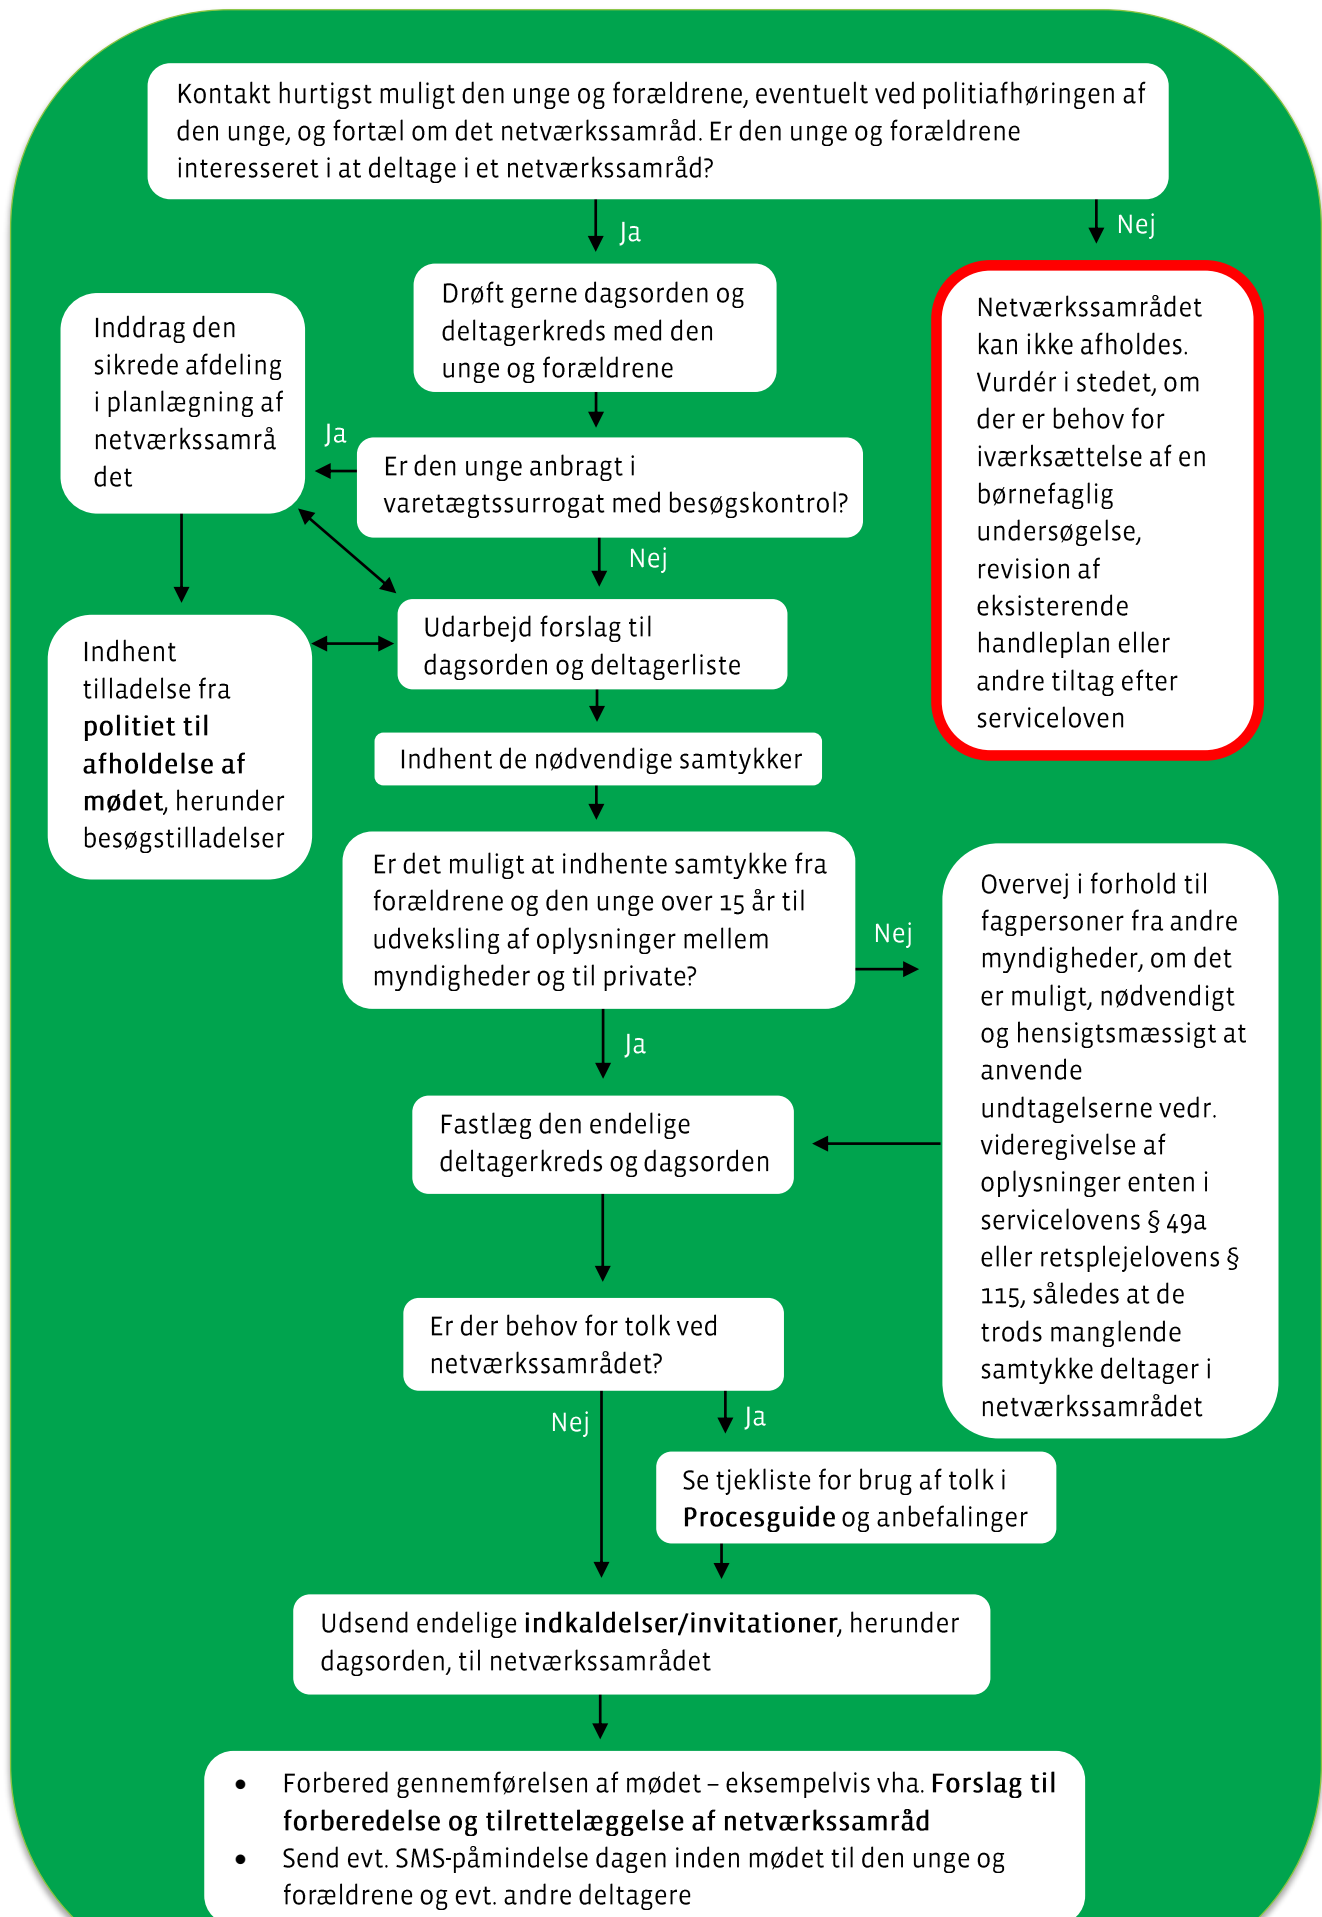 Kontakt hurtigst muligt den unge og forældrene, eventuelt ved politiafhøringen af
den unge, og fortæl om det netværkssamråd. Er den unge og forældrene
interesseret i at deltage i et netværkssamråd?
Ja
Nej
Drøft gerne dagsorden og
deltagerkreds med den
unge og forældrene
Netværkssamrådet
kan ikke afholdes.
Vurdér i stedet, om
der er behov for
iværksættelse af en
børnefaglig
undersøgelse,
revision af
eksisterende
handleplan eller
andre tiltag efter
serviceloven
Inddrag den
sikrede afdeling
i planlægning af
netværkssamrå
det
Ja
Er den unge anbragt i
varetægtssurrogat med besøgskontrol?
Nej
Udarbejd forslag til
dagsorden og deltagerliste
Indhent
tilladelse fra
politiet til
afholdelse af
mødet, herunder
besøgstilladelser
Indhent de nødvendige samtykker
Er det muligt at indhente samtykke fra
forældrene og den unge over 15 år til
udveksling af oplysninger mellem
myndigheder og til private?
Nej
Overvej i forhold til
fagpersoner fra andre
myndigheder, om det
er muligt, nødvendigt
og hensigtsmæssigt at
anvende
undtagelserne vedr.
videregivelse af
oplysninger enten i
servicelovens § 49a
eller retsplejelovens §
115, således at de
trods manglende
samtykke deltager i
netværkssamrådet
Ja
Fastlæg den endelige
deltagerkreds og dagsorden
Er der behov for tolk ved
netværkssamrådet?
Nej
Ja
Se tjekliste for brug af tolk i
Procesguide og anbefalinger
Udsend endelige indkaldelser/invitationer, herunder
dagsorden, til netværkssamrådet
• Forbered gennemførelsen af mødet – eksempelvis vha. Forslag til
forberedelse og tilrettelæggelse af netværkssamråd
• Send evt. SMS-påmindelse dagen inden mødet til den unge og
forældrene og evt. andre deltagere